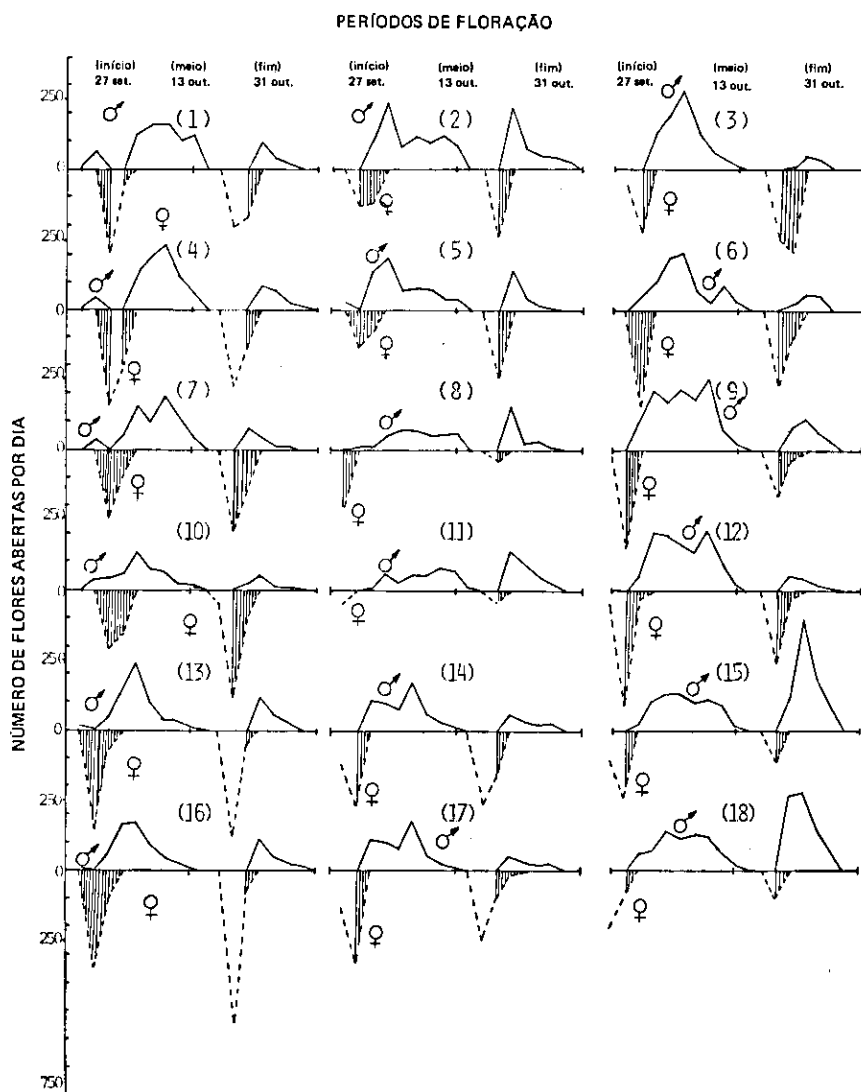 PERÍODOS DE FLORAÇÃO
(início) (meio) (fim) (início) (meio) (fim) (início) (meio) (fim)
27 set. 13 out. 31 out. 27 set. 13 out. 31 out. 27 set. 13 out. 31 out.
NÚMERO DE FLORES ABERTAS POR DIA
250 ♂ (1) ♂ (2) ♂ (3)
0
♀ ♀ ♀
250 ♂ (4) ♂ (5) ♂ (6)
0
♀ ♀ ♀
250 ♂ (7) ♂ (8) (9) ♂
0
♀ ♀ ♀
250 ♂ (10) ♂ (11) ♂ (12)
0
♀ ♀ ♀
250 ♂ (13) ♂ (14) ♂ (15)
0
♀ ♀ ♀
250 ♂ (16) (17) ♂ ♂ (18)
0
♀ ♀ ♀
250
750